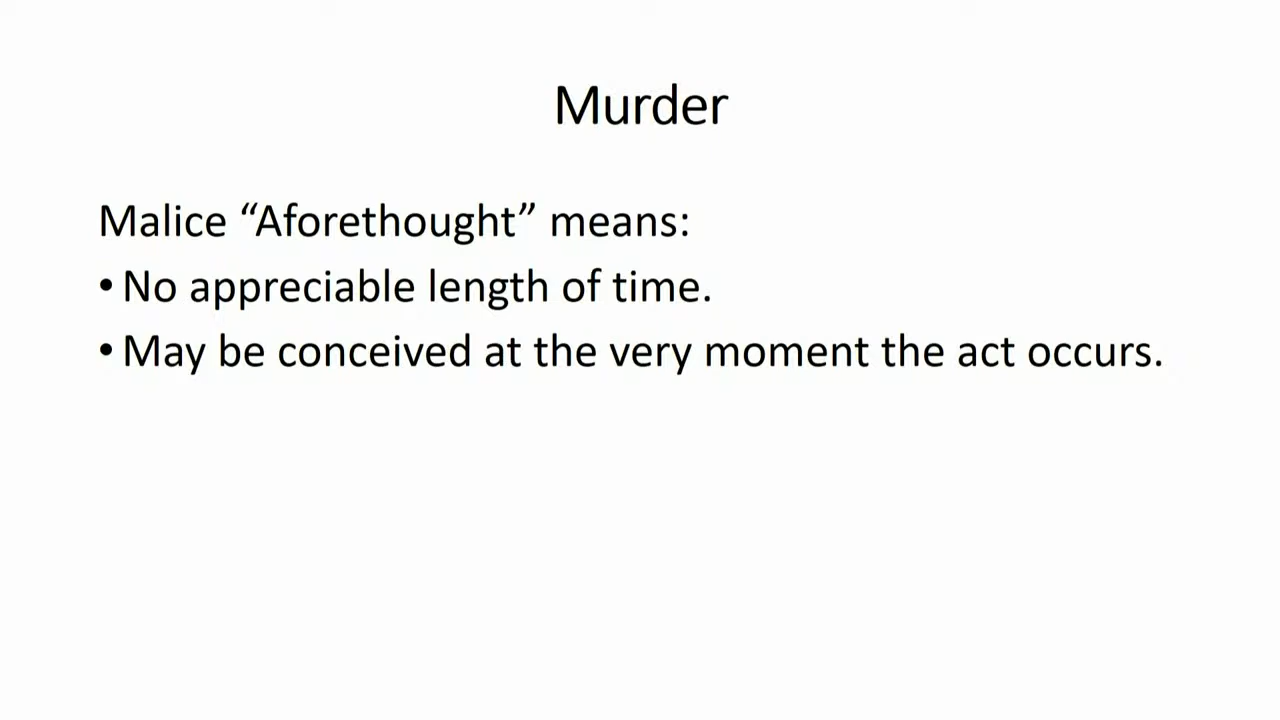 Murder
Malice “Aforethought” means:
• No appreciable length of time.
• May be conceived at the very moment the act occurs.